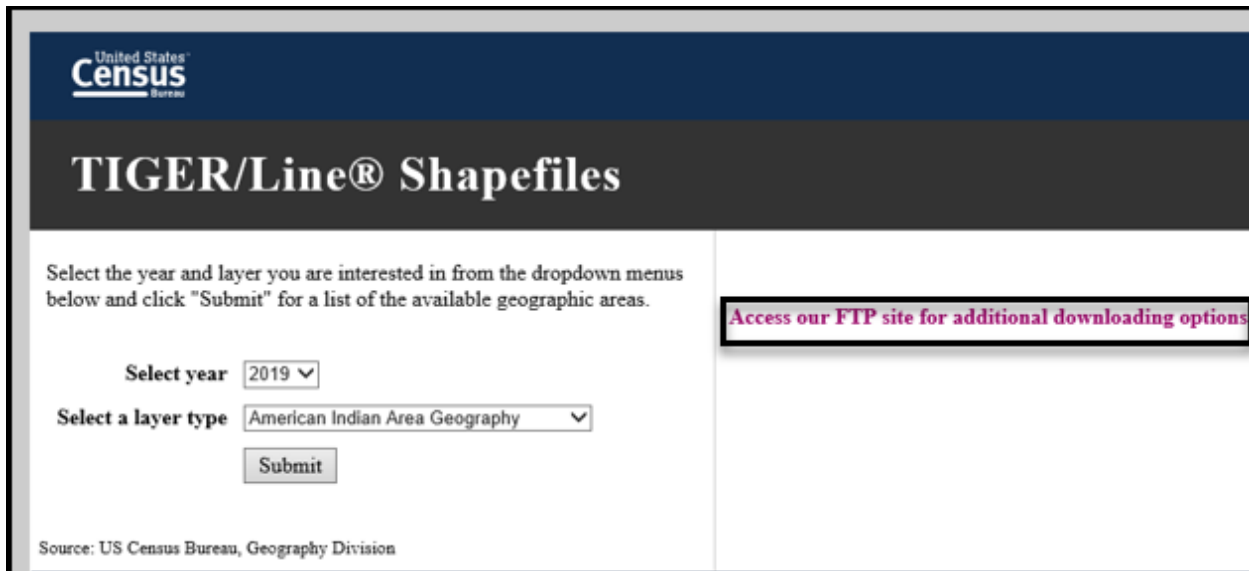 United States®
Census
Bureau
TIGER/Line® Shapefiles
Select the year and layer you are interested in from the dropdown menus
below and click "Submit" for a list of the available geographic areas.
Access our FTP site for additional downloading options
Select year 2019
Select a layer type American Indian Area Geography
Submit
Source: US Census Bureau, Geography Division